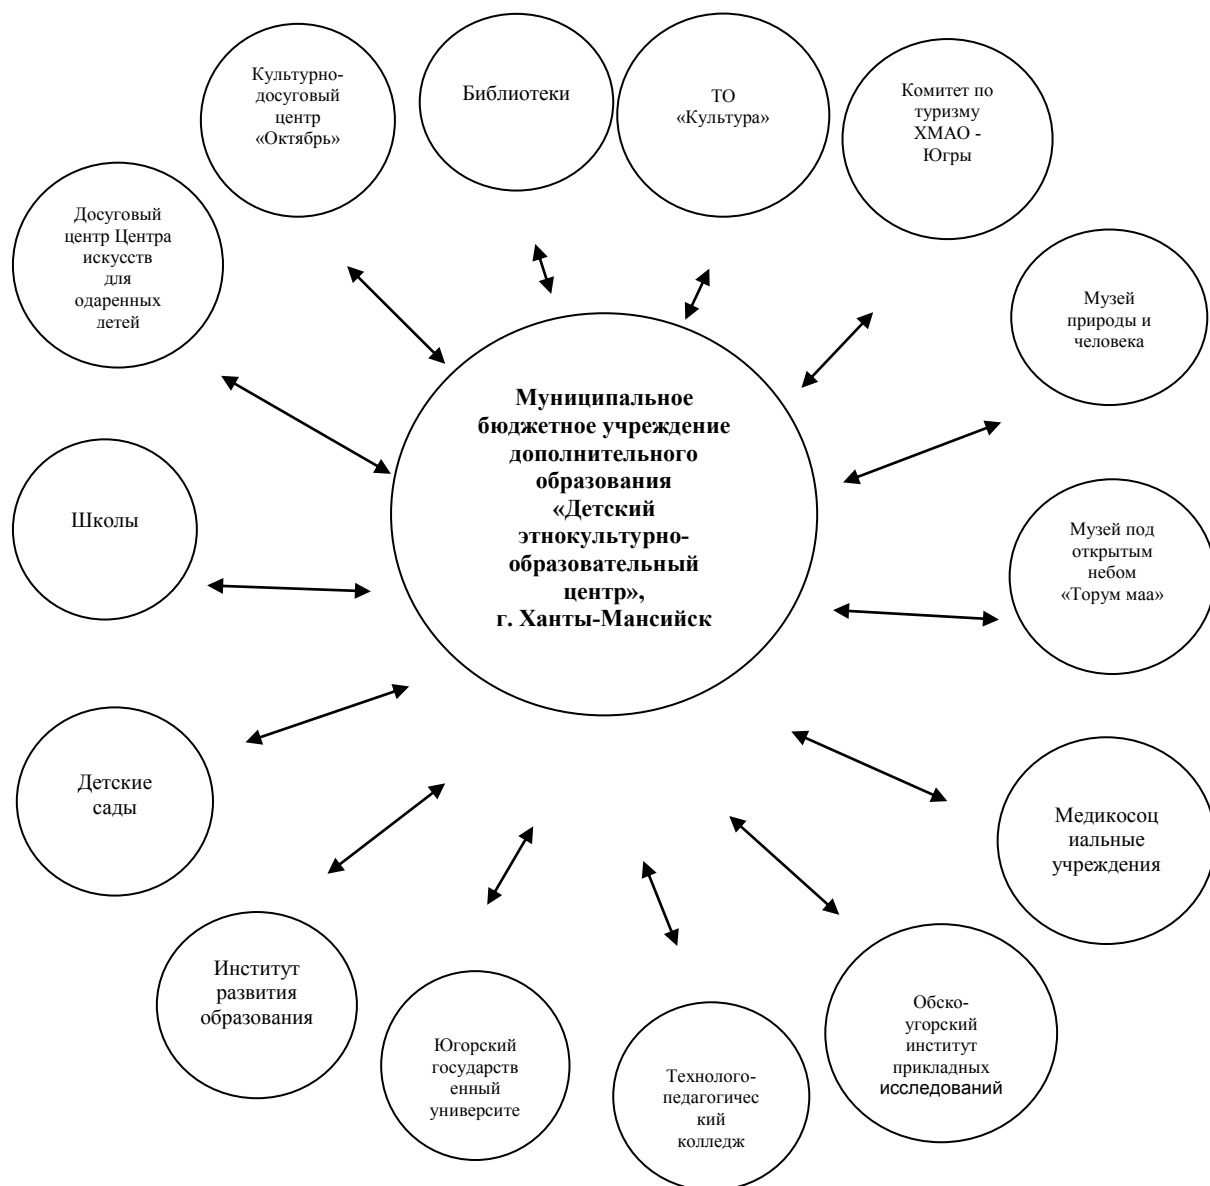 Культурно-
досуговый
центр
«Октябрь»
Библиотеки
ТО
«Культура»
Комитет по
туризму
ХМАО -
Югры
Досуговый
центр Центра
искусств
для
одаренных
детей
Музей
природы и
человека
Муниципальное
бюджетное учреждение
дополнительного
образования
«Детский
этнокультурно-
образовательный
центр»,
г. Ханты-Мансийск
Школы
Музей под
открытым
небом
«Торум маа»
Детские
сады
Медикосоц
иальные
учреждения
Институт
развития
образования
Югорский
государств
енный
университе
Технолого-
педагогичес
кий
колледж
Обско-
угорский
институт
прикладных
исследований